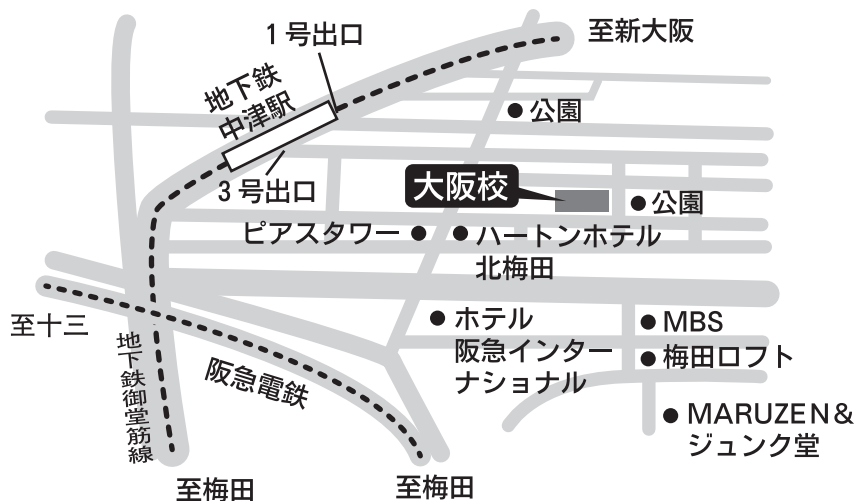 1号出口
至新大阪
地下鉄
中津駅
公園
3号出口
大阪校
公園
ピアスタワー
ハートンホテル
北梅田
至十三
ホテル
阪急インター
ナショナル
MBS
梅田ロフト
地下鉄御堂筋線
阪急電鉄
MARUZEN&
ジュンク堂
至梅田
至梅田